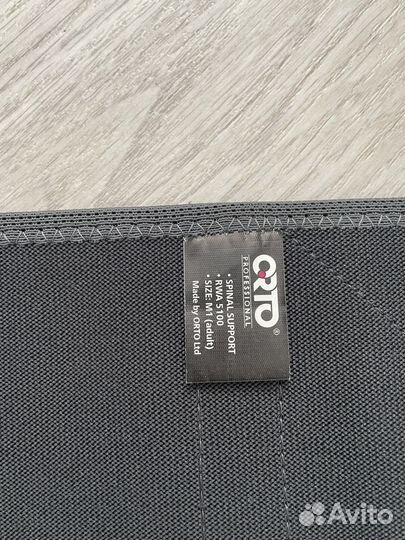 ORTO®
PROFESSIONAL
• SPINAL SUPPORT
• RWA 5100
• SIZE: M1 (adult)
Made by ORTO Ltd
Avito